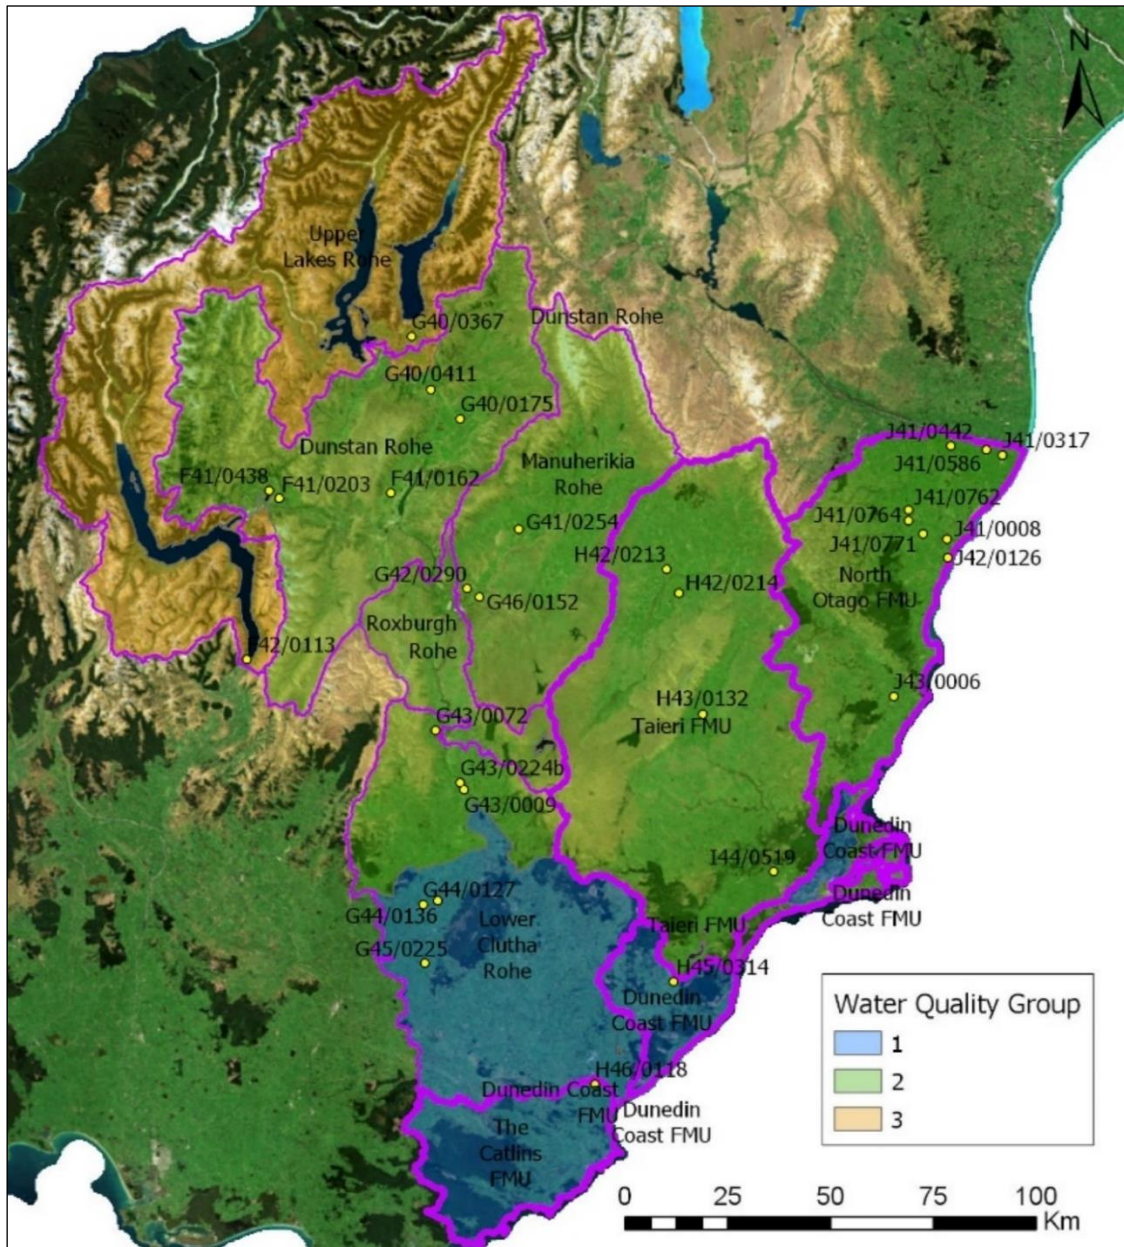 N
Upper
Lakes Rohe
G40/0367
Dunstan Rohe
G40/0411
G40/0175
Dunstan Rohe
J41/0442
J41/0317
J41/0586
Manuherikia
Rohe
F41/0438
F41/0203
F41/0162
J41/0762
J41/0764
G41/0254
J41/0008
J41/0771
J42/0126
H42/0213
North
Otago FMU
G42/0290
H42/0214
G46/0152
Roxburgh
Rohe
F42/0113
J43/0006
H43/0132
Taieri FMU
G43/0072
G43/0224b
G43/0009
Dunedin
Coast FMU
I44/0519
Dunedin
Coast FMU
G44/0127
G44/0136
Lower
Clutha
Rohe
Taieri FMU
G45/0225
H45/0314
Dunedin
Coast FMU
Water Quality Group
1
2
3
H46/0118
Dunedin Coast
FMU
Dunedin
Coast FMU
The
Catlins
FMU
0 25 50 75 100
Km